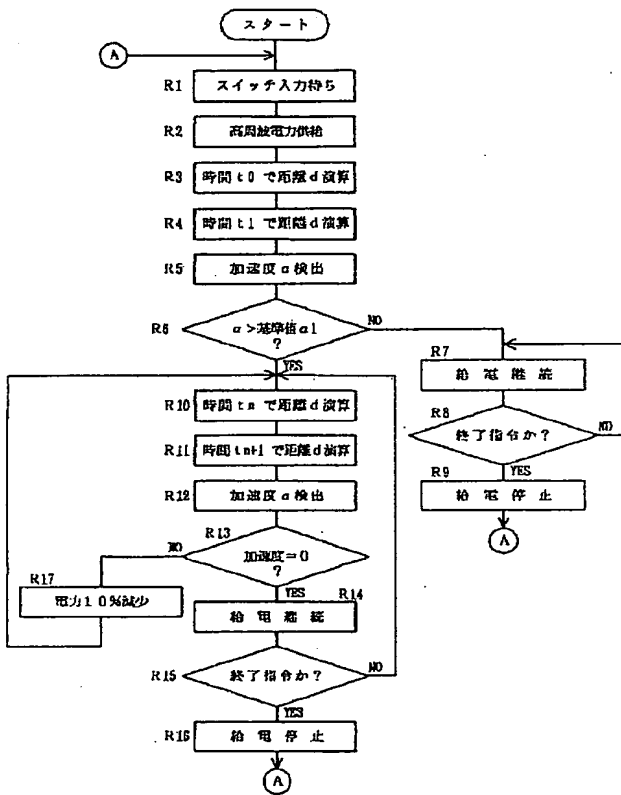 スタート
A
R1 スイッチ入力待ち
R2 高周波電力供給
R3 時間t0で距離d演算
R4 時間t1で距離d演算
R5 加速度α検出
R6 α>基準値α1
?
NO
YES
R7
給電継続
R8
終了指令か?
NO
YES
R9
給電停止
A
R10 時間tnで距離d演算
R11 時間tn+1で距離d演算
R12 加速度α検出
R13
加速度=0
?
NO
YES
R17
電力10%減少
R14
給電継続
R15 終了指令か?
NO
YES
R16 給電停止
A